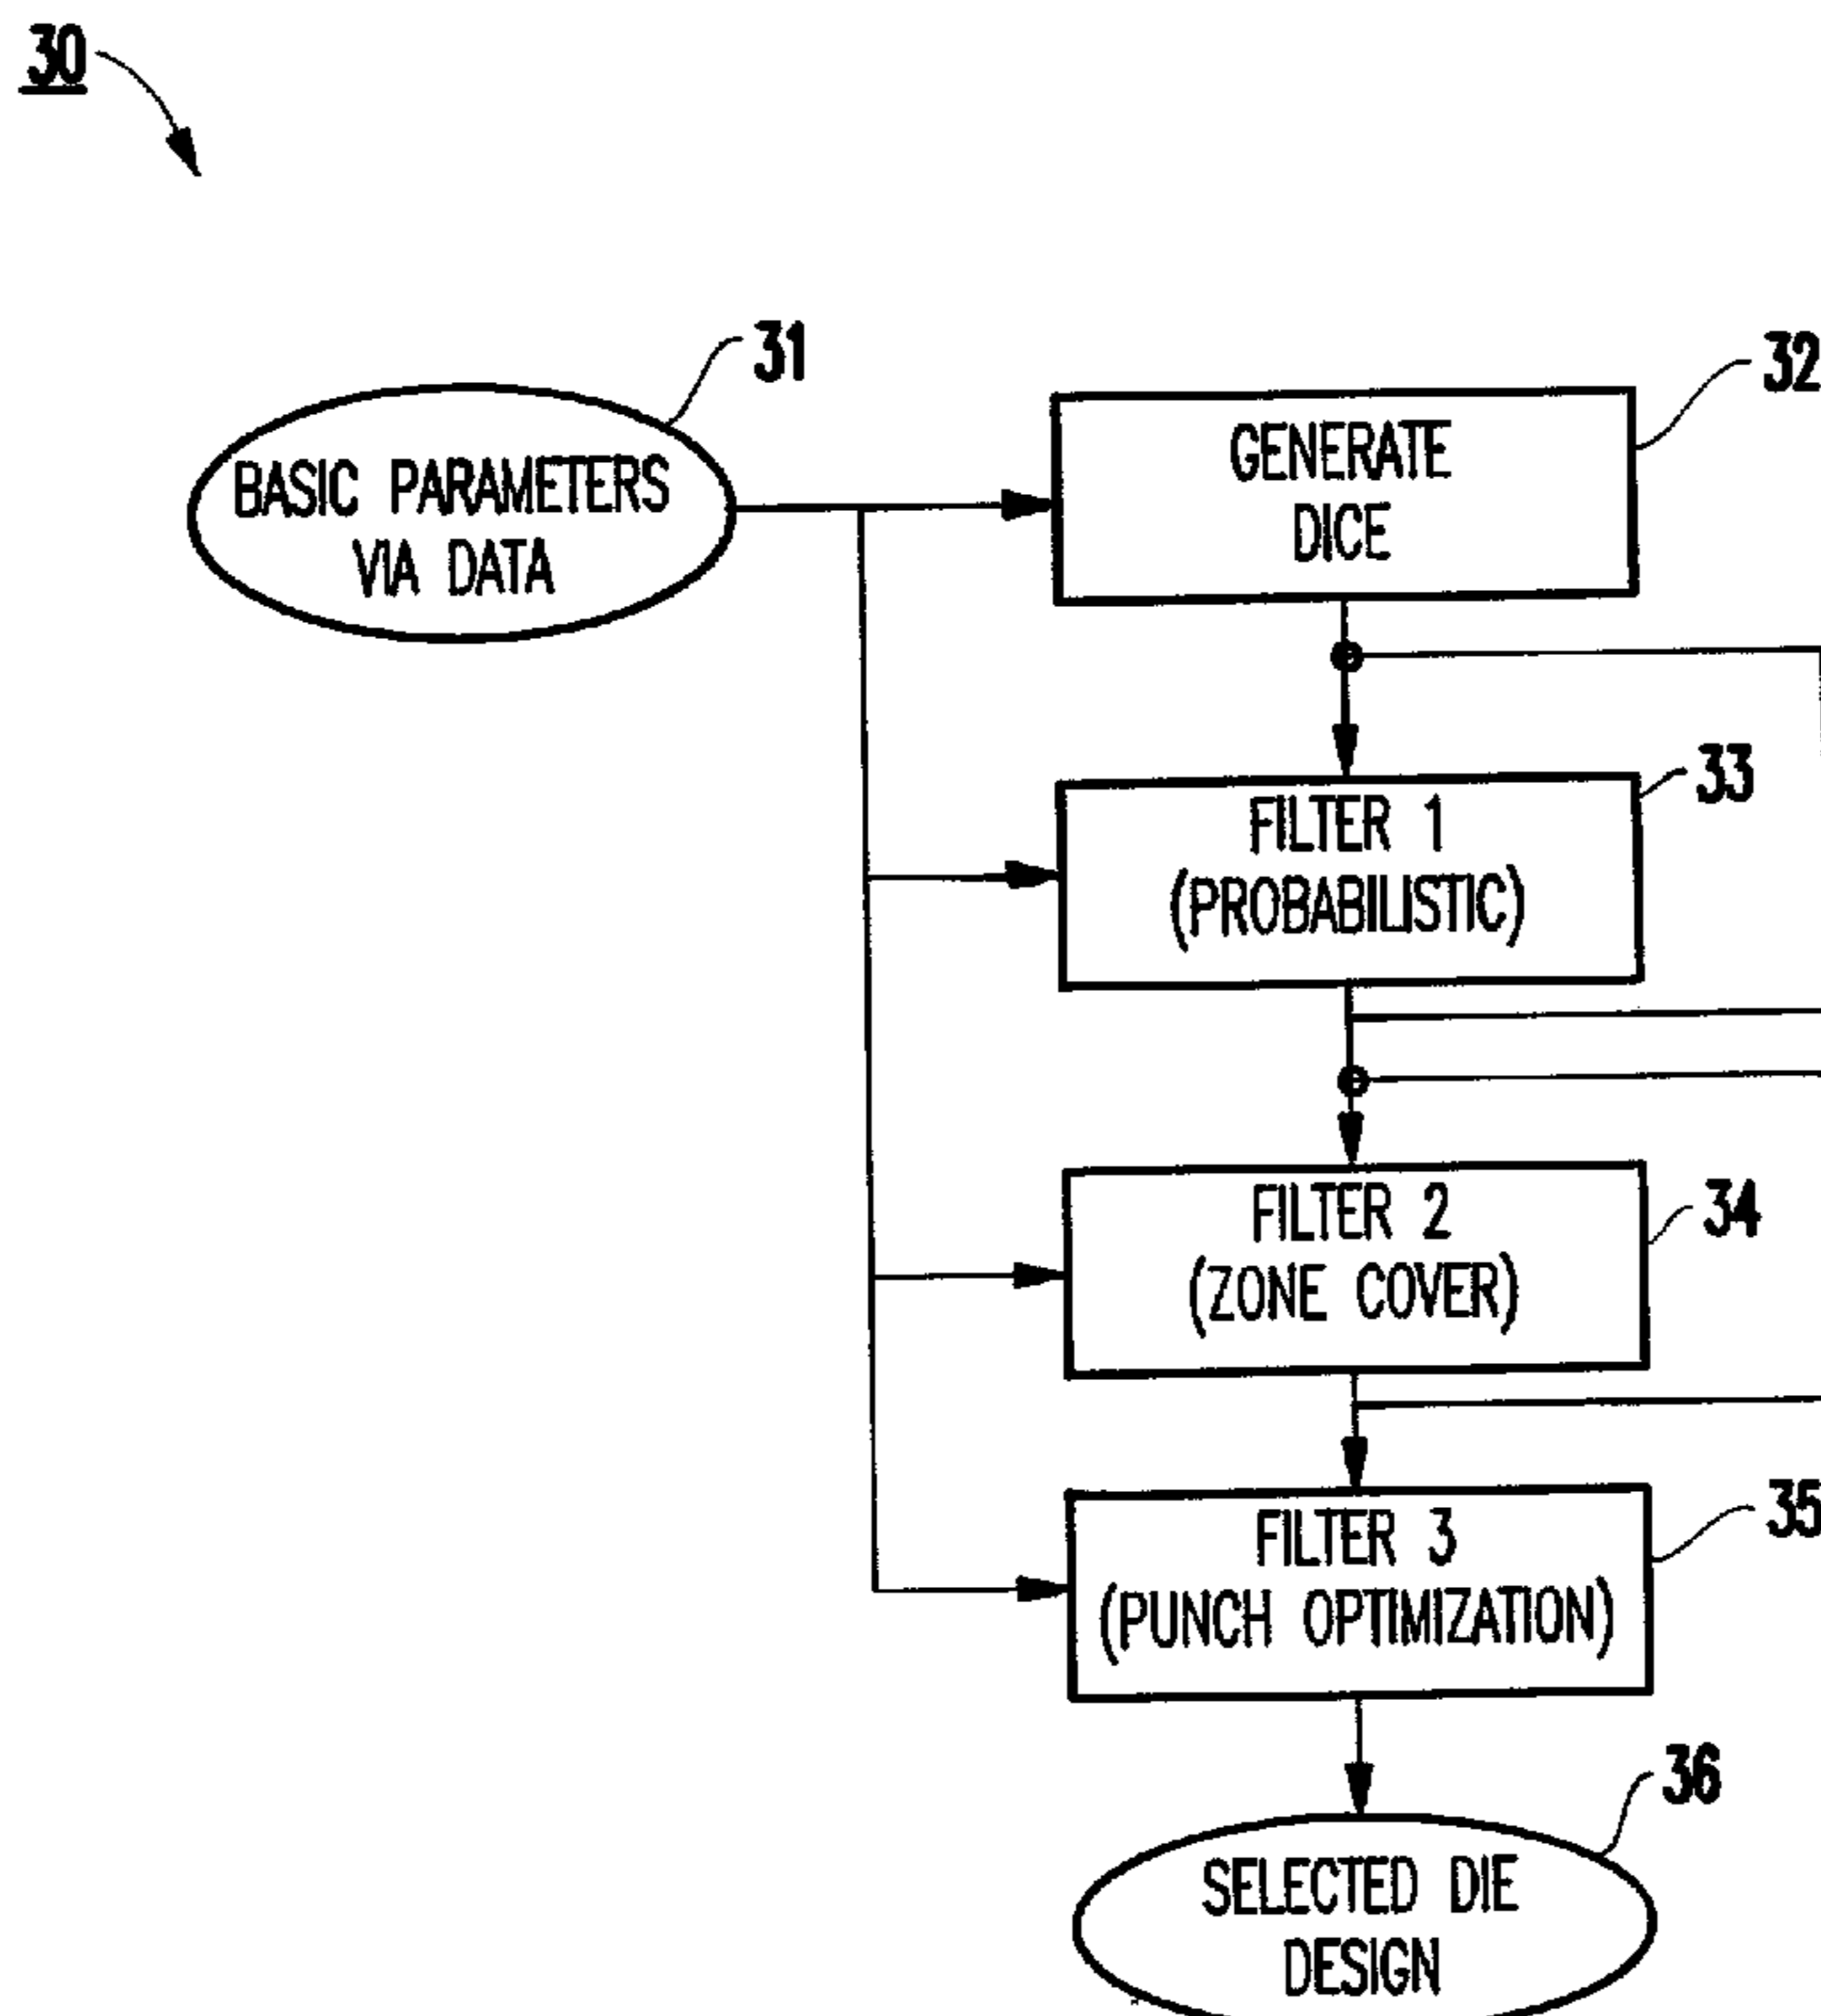 30
31
BASIC PARAMETERS
VIA DATA
32
GENERATE
DICE
33
FILTER 1
(PROBABILISTIC)
34
FILTER 2
(ZONE COVER)
35
FILTER 3
(PUNCH OPTIMIZATION)
36
SELECTED DIE
DESIGN